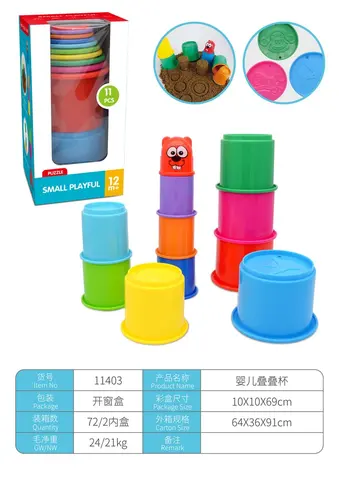 11
PCS
PUZZLE
SMALL PLAYFUL
12
m+
货号
Item No
11403
产品名称
Product Name
婴儿叠叠杯
包装
Package
开窗盒
彩盒尺寸
Package Size
10X10X69cm
装箱数
Quantity
72/2内盒
外箱规格
Carton Size
64X36X91cm
毛净重
GW/NW
24/21kg
备注
Remark